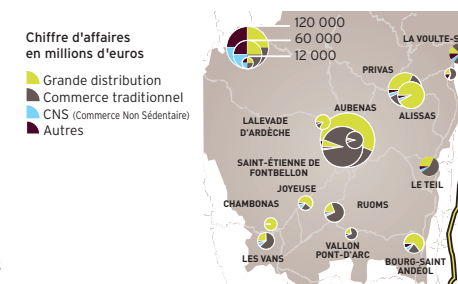 Chiffre d'affaires
en millions d'euros
Grande distribution
Commerce traditionnel
CNS (Commerce Non Sédentaire)
Autres
120 000
60 000
12 000
LA VOULTE-S
PRIVAS
ALISSAS
AUBENAS
LALEVADE
D'ARDÈCHE
SAINT-ÉTIENNE DE
FONTBELLON
LE TEIL
JOYEUSE
CHAMBONAS
RUOMS
LES VANS
VALLON
PONT-D'ARC
BOURG-SAINT
ANDÉOL